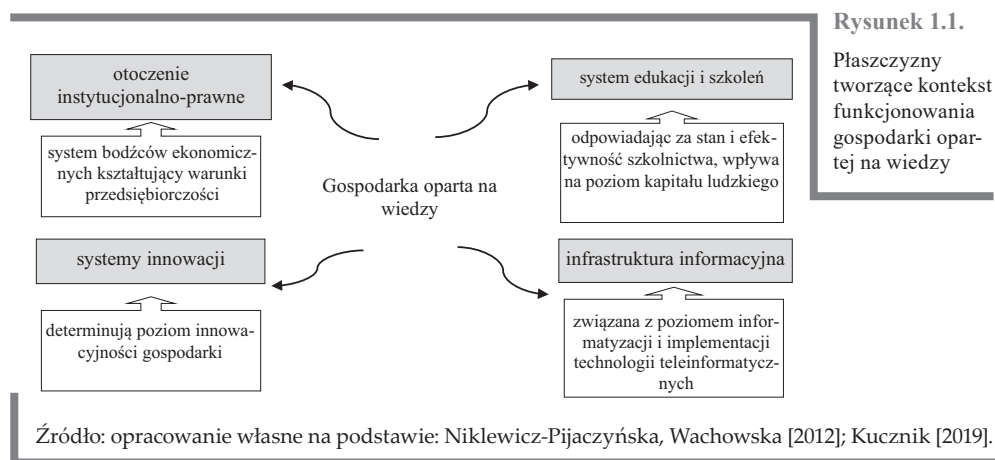 Rysunek 1.1.
Płaszczyzny
tworzące kontekst
funkcjonowania
gospodarki opar-
tej na wiedzy
otoczenie
instytucjonalno-prawne
system bodźców ekonomicz-
nych kształtujący warunki
przedsiębiorczości
system edukacji i szkoleń
odpowiadając za stan i efek-
tywność szkolnictwa, wpływa
na poziom kapitału ludzkiego
Gospodarka oparta na
wiedzy
systemy innowacji
determinują poziom innowa-
cyjności gospodarki
infrastruktura informacyjna
związana z poziomem infor-
matyzacji i implementacji
technologii teleinformatycz-
nych
Źródło: opracowanie własne na podstawie: Niklewicz-Pijaczyńska, Wachowska [2012]; Kucznik [2019].